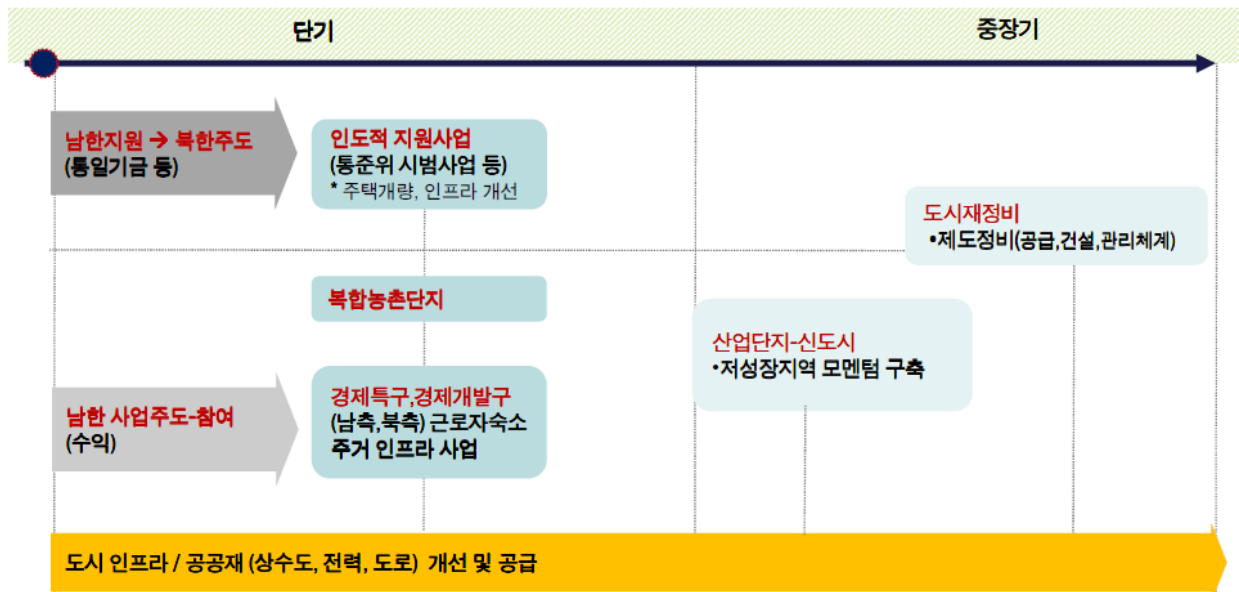 단기
중장기
남한지원 → 북한주도
(통일기금 등)
인도적 지원사업
(통준위 시범사업 등)
* 주택개량, 인프라 개선
도시재정비
•제도정비(공급,건설,관리체계)
복합농촌단지
산업단지-신도시
•저성장지역 모멘텀 구축
남한 사업주도-참여
(수익)
경제특구,경제개발구
(남측,북측) 근로자숙소
주거 인프라 사업
도시 인프라 / 공공재 (상수도, 전력, 도로) 개선 및 공급